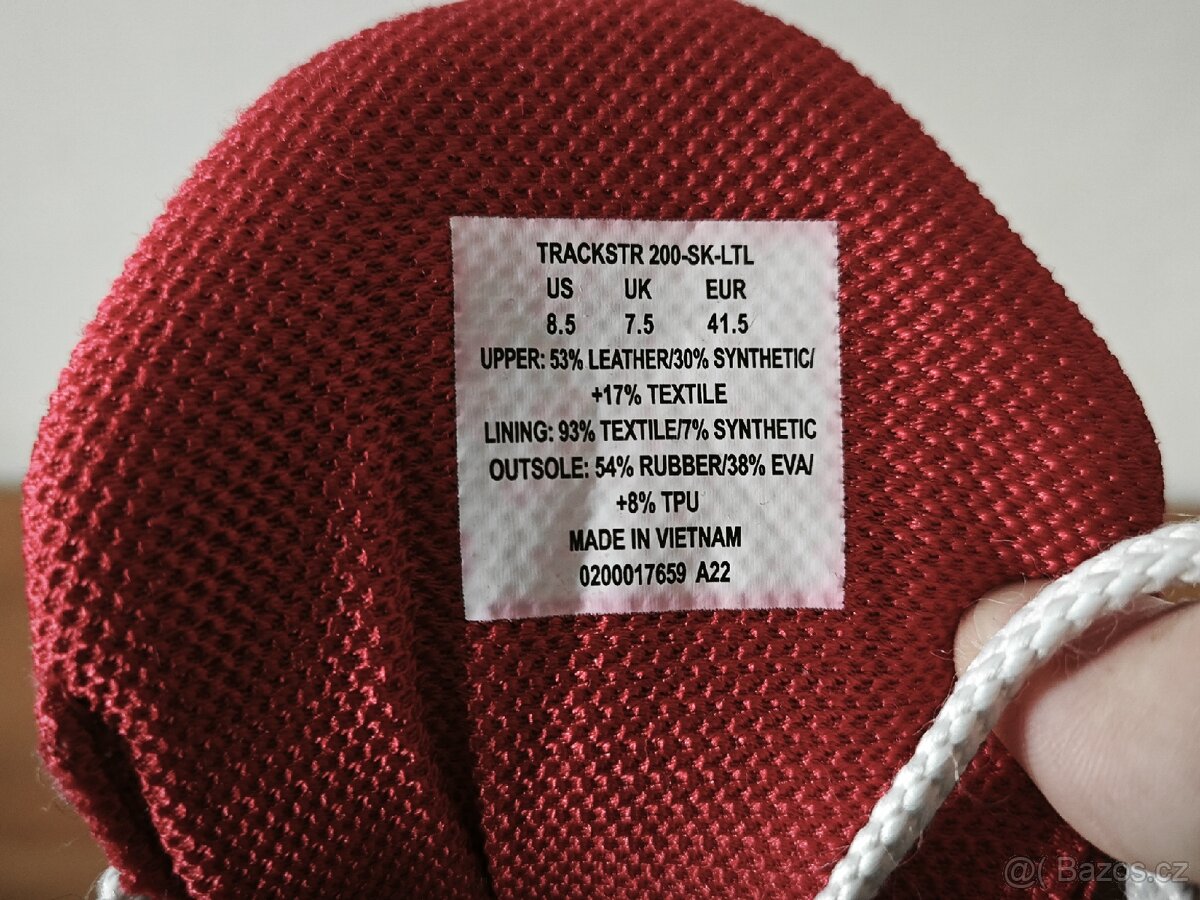 TRACKSTR 200-SK-LTL
US UK EUR
8.5 7.5 41.5
UPPER: 53% LEATHER/30% SYNTHETIC/
+17% TEXTILE
LINING: 93% TEXTILE/7% SYNTHETIC
OUTSOLE: 54% RUBBER/38% EVA/
+8% TPU
MADE IN VIETNAM
0200017659 A22
@( Bazos.cz